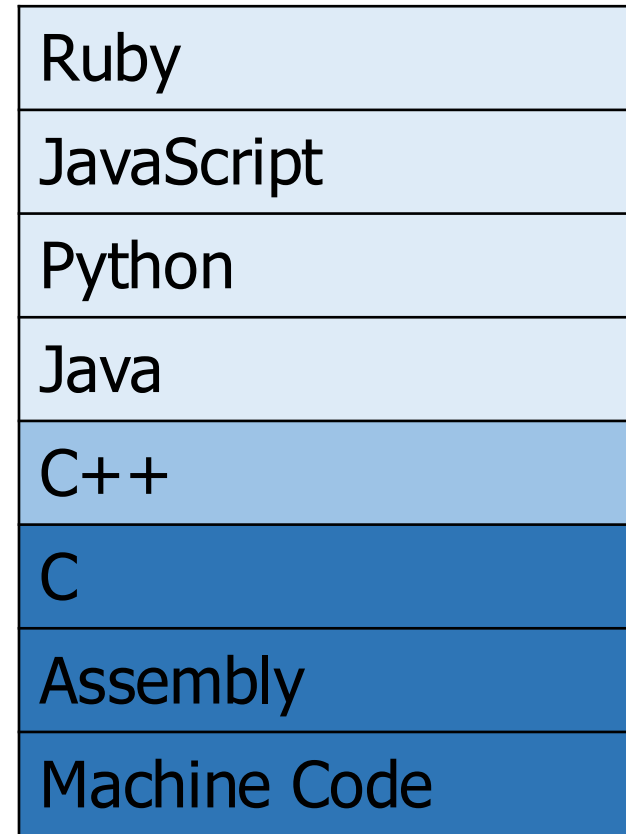 Ruby
JavaScript
Python
Java
C++
C
Assembly
Machine Code